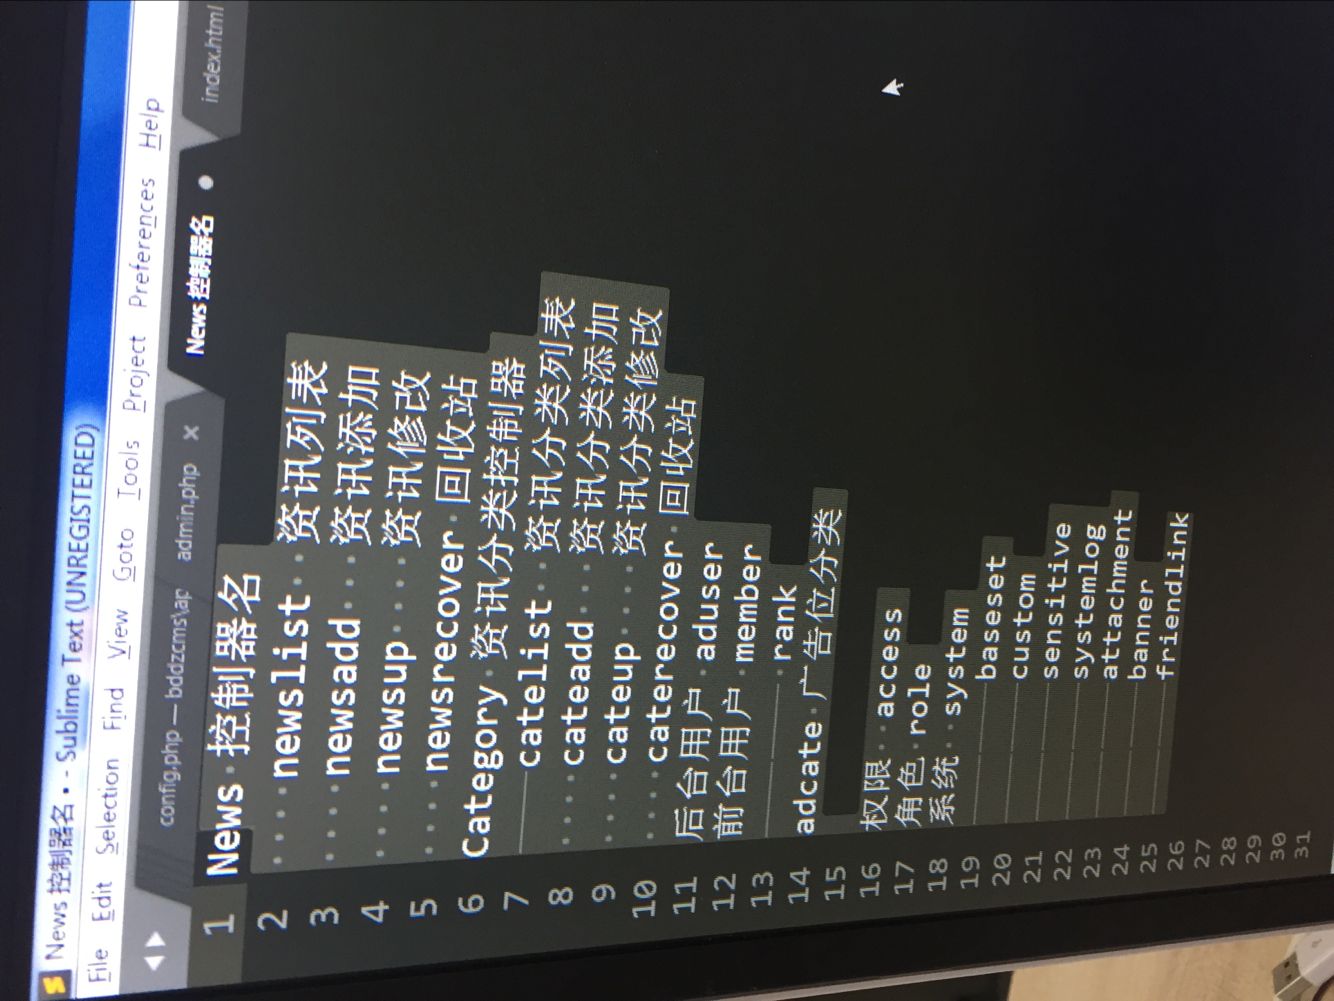 News 控制器名 • - Sublime Text (UNREGISTERED)
File Edit Selection Find View Goto Tools Project Preferences Help
config.php — bddzcms\ap admin.php × News 控制器名 index.html
1 News 控制器名
2 newslist 资讯列表
3 newsadd 资讯添加
4 newsup 资讯修改
5 newsrecover 回收站
6 Category 资讯分类控制器
7 catelist 资讯分类列表
8 cateadd 资讯分类添加
9 cateup 资讯分类修改
10 caterecover 回收站
11 后台用户 aduser
12 前台用户 member
13 rank
14 adcate 广告位分类
15
16 权限 access
17 角色 role
18 系统 system
19 baseset
20 custom
21 sensitive
22 systemlog
23 attachment
24 banner
25 friendlink
26
27
28
29
30
31